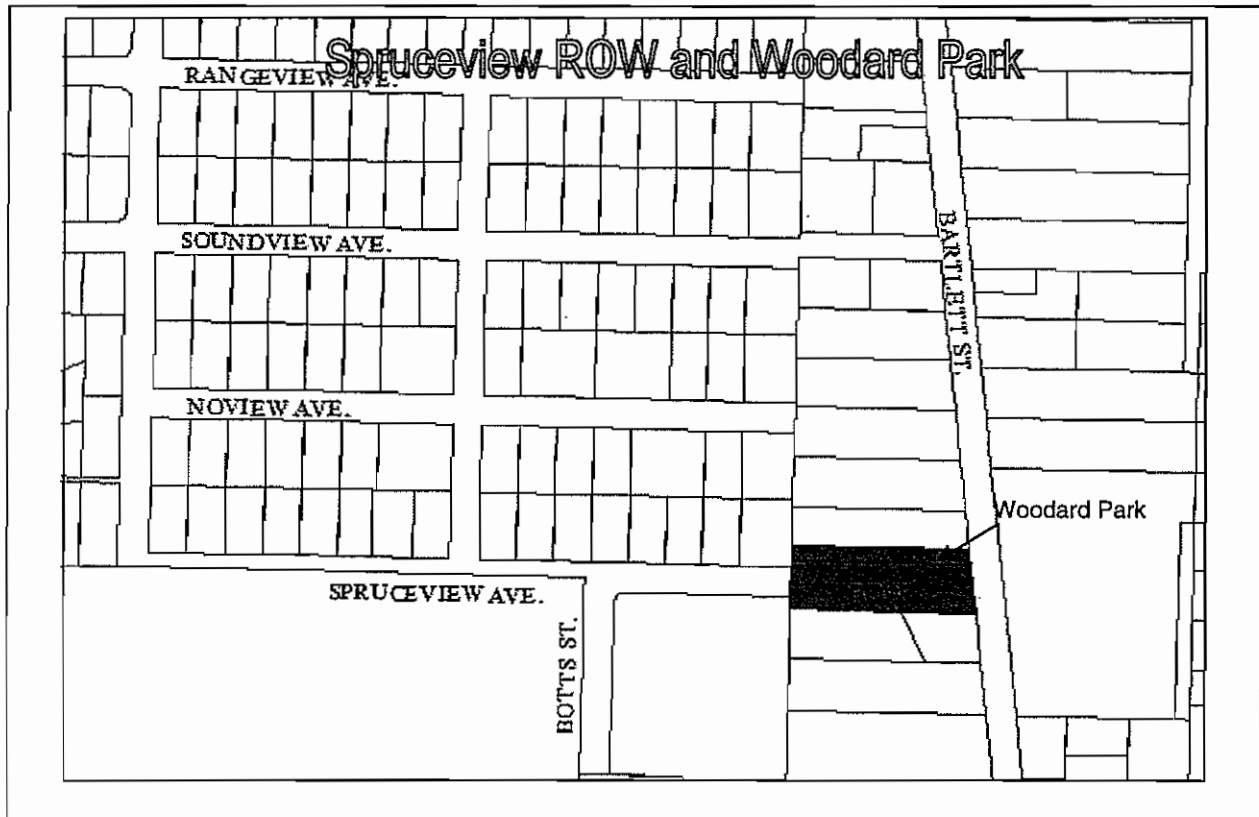 Spruceview ROW and Woodard Park
RANGEVIEW AVE.
SOUNDVIEW AVE.
BARTLETT ST.
NOVIEW AVE.
Woodard Park
SPRUCEVIEW AVE.
BOTTS ST.